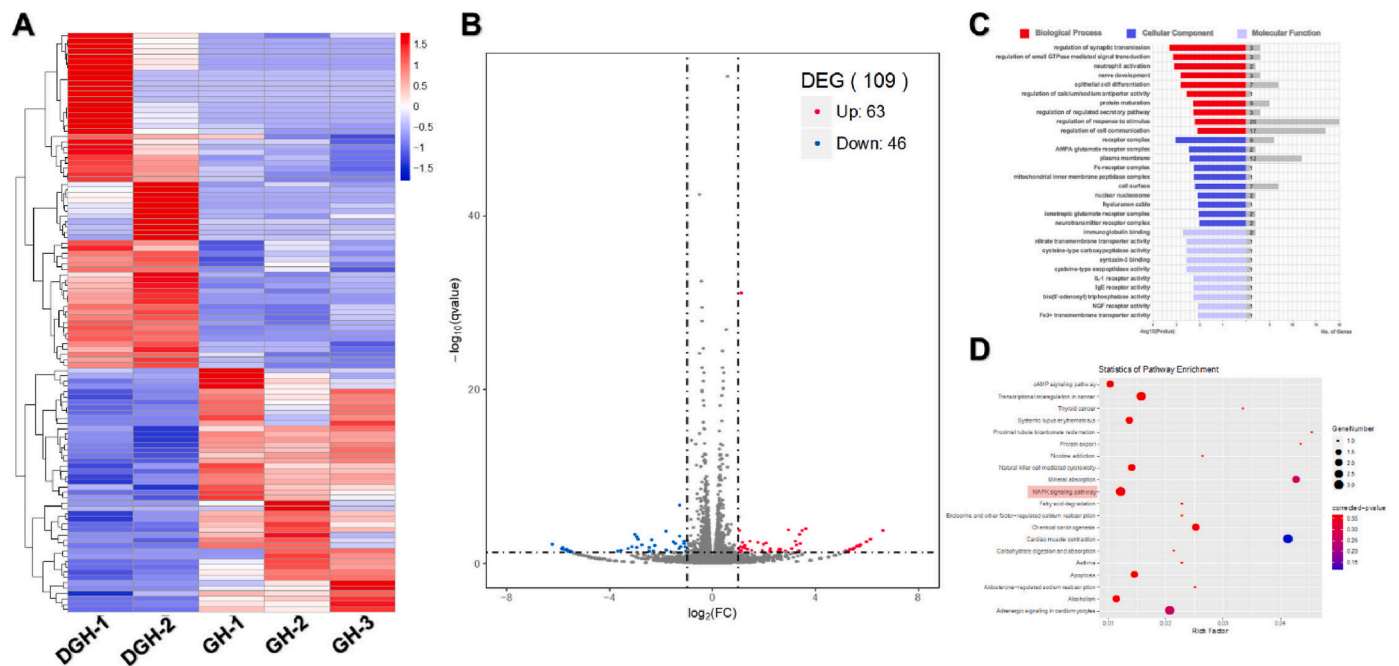 A
1.5
1
0.5
0
−0.5
−1
−1.5
DGH-1
DGH-2
GH-1
GH-2
GH-3
B
DEG ( 109 )
Up: 63
Down: 46
−log10(qvalue)
40
20
0
−8
−4
0
4
8
log2(FC)
C
Biological Process
Cellular Component
Molecular Function
regulation of synaptic transmission
regulation of small GTPase mediated signal transduction
neutrophil activation
nerve development
epithelial cell differentiation
regulation of calcium/sodium antiporter activity
protein maturation
regulation of regulated secretory pathway
regulation of response to stimulus
regulation of cell communication
receptor complex
AMPA glutamate receptor complex
plasma membrane
Fc-receptor complex
mitochondrial inner membrane peptidase complex
cell surface
nuclear nucleosome
hyaluranon cable
ionotropic glutamate receptor complex
neurotransmitter receptor complex
immunoglobulin binding
nitrate transmembrane transporter activity
cysteine-type carboxypeptidase activity
syntaxin-3 binding
cysteine-type exopeptidase activity
IL-1 receptor activity
IgE receptor activity
bis(5'-adenosyl) triphosphatase activity
NGF receptor activity
Fe3+ transmembrane transporter activity
-log10(Pvalue)
No. of Genes
D
Statistics of Pathway Enrichment
cAMP signaling pathway
Transcriptional misregulation in cancer
Thyroid cancer
Systemic lupus erythematosus
Proximal tubule bicarbonate reclamation
Protein export
Nicotine addiction
Natural killer cell mediated cytotoxicity
Mineral absorption
MAPK signaling pathway
Fatty acid degradation
Endocrine and other factor-regulated calcium reabsorption
Chemical carcinogenesis
Cardiac muscle contraction
Carbohydrate digestion and absorption
Asthma
Apoptosis
Aldosterone-regulated sodium reabsorption
Alcoholism
Adrenergic signaling in cardiomyocytes
0.01
0.02
0.03
0.04
Rich Factor
GeneNumber
1.0
1.5
2.0
2.5
3.0
corrected-pvalue
0.35
0.30
0.25
0.20
0.15